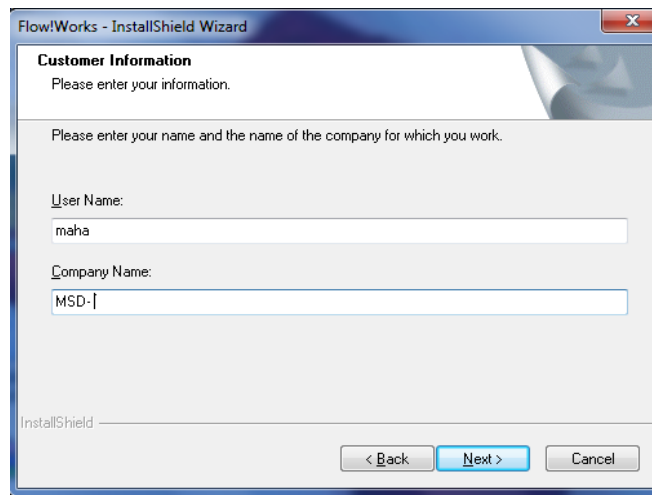 Flow!Works - InstallShield Wizard
Customer Information
Please enter your information.
Please enter your name and the name of the company for which you work.
User Name:
maha
Company Name:
MSD-
InstallShield
< Back
Next >
Cancel